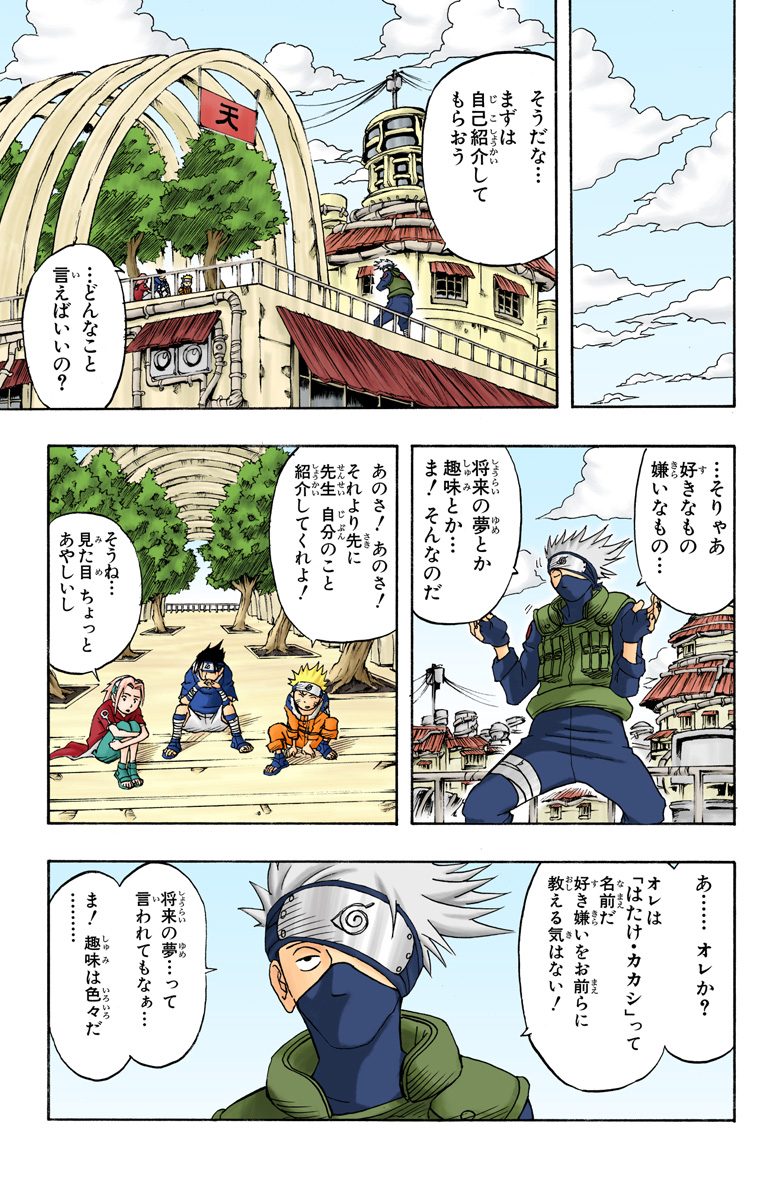 そうだな…
まずは
自己紹介して
もらおう
天
…どんなこと
言えばいいの?
…そりゃあ
好きなもの
嫌いなもの…
将来の夢とか
趣味とか…
ま!そんなのだ
あのさ!あのさ!
それより先に
先生 自分のこと
紹介してくれよ!
そうね…
見た目 ちょっと
あやしいし
あ……オレか?
オレは
「はたけ・カカシ」って
名前だ
好き嫌いをお前らに
教える気はない!
将来の夢…って
言われてもなぁ…
ま! 趣味は色々だ
…………